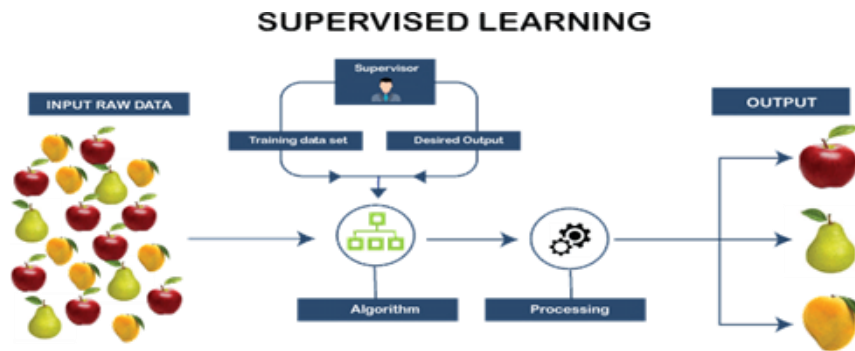 SUPERVISED LEARNING
Supervisor
INPUT RAW DATA
OUTPUT
Training data set
Desired Output
Algorithm
Processing